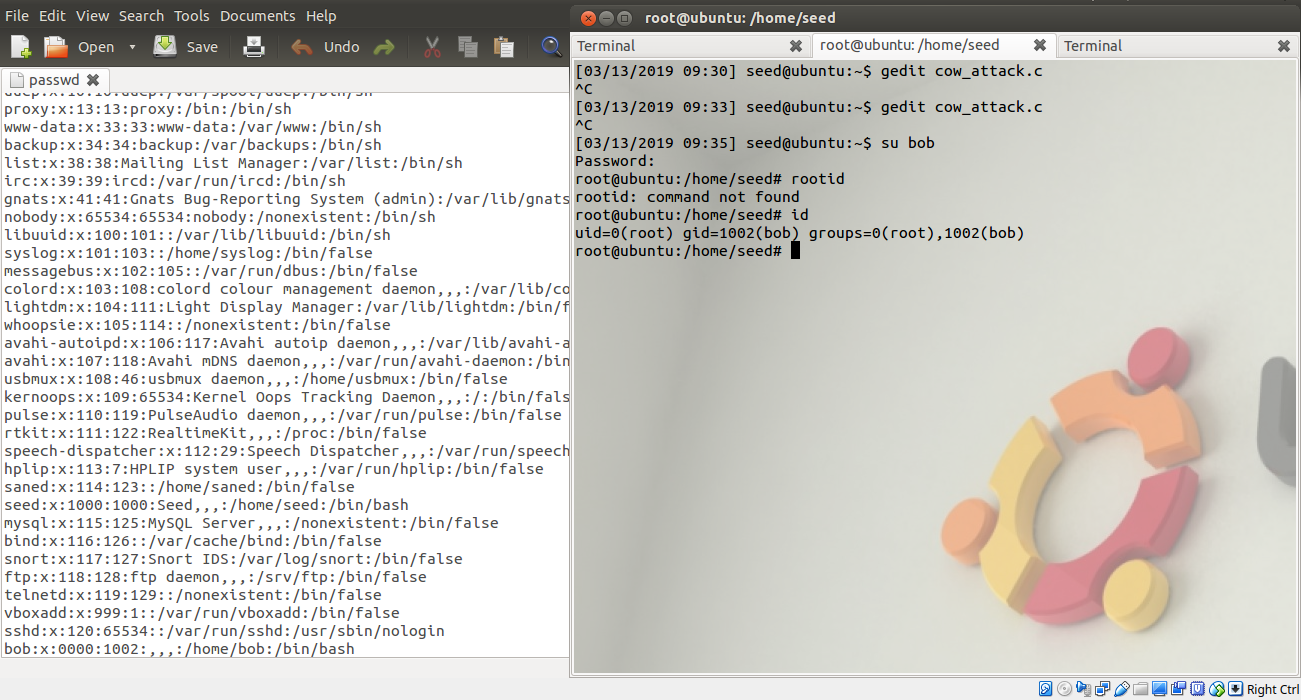 File Edit View Search Tools Documents Help
Open Save Undo
passwd
proxy:x:13:13:proxy:/bin:/bin/sh
www-data:x:33:33:www-data:/var/www:/bin/sh
backup:x:34:34:backup:/var/backups:/bin/sh
list:x:38:38:Mailing List Manager:/var/list:/bin/sh
irc:x:39:39:ircd:/var/run/ircd:/bin/sh
gnats:x:41:41:Gnats Bug-Reporting System (admin):/var/lib/gnats
nobody:x:65534:65534:nobody:/nonexistent:/bin/sh
libuuid:x:100:101::/var/lib/libuuid:/bin/sh
syslog:x:101:103::/home/syslog:/bin/false
messagebus:x:102:105::/var/run/dbus:/bin/false
colord:x:103:108:colord colour management daemon,,,:/var/lib/co
lightdm:x:104:111:Light Display Manager:/var/lib/lightdm:/bin/f
whoopsie:x:105:114::/nonexistent:/bin/false
avahi-autoipd:x:106:117:Avahi autoip daemon,,,:/var/lib/avahi-a
avahi:x:107:118:Avahi mDNS daemon,,,:/var/run/avahi-daemon:/bin
usbmux:x:108:46:usbmux daemon,,,:/home/usbmux:/bin/false
kernoops:x:109:65534:Kernel Oops Tracking Daemon,,,:/:/bin/fals
pulse:x:110:119:PulseAudio daemon,,,:/var/run/pulse:/bin/false
rtkit:x:111:122:RealtimeKit,,,:/proc:/bin/false
speech-dispatcher:x:112:29:Speech Dispatcher,,,:/var/run/speech
hplip:x:113:7:HPLIP system user,,,:/var/run/hplip:/bin/false
saned:x:114:123::/home/saned:/bin/false
seed:x:1000:1000:Seed,,,:/home/seed:/bin/bash
mysql:x:115:125:MySQL Server,,,:/nonexistent:/bin/false
bind:x:116:126::/var/cache/bind:/bin/false
snort:x:117:127:Snort IDS:/var/log/snort:/bin/false
ftp:x:118:128:ftp daemon,,,:/srv/ftp:/bin/false
telnetd:x:119:129::/nonexistent:/bin/false
vboxadd:x:999:1::/var/run/vboxadd:/bin/false
sshd:x:120:65534::/var/run/sshd:/usr/sbin/nologin
bob:x:0000:1002:,,,:/home/bob:/bin/bash
root@ubuntu: /home/seed
Terminal root@ubuntu: /home/seed Terminal
[03/13/2019 09:30] seed@ubuntu:~$ gedit cow_attack.c
^C
[03/13/2019 09:33] seed@ubuntu:~$ gedit cow_attack.c
^C
[03/13/2019 09:35] seed@ubuntu:~$ su bob
Password:
root@ubuntu:/home/seed# rootid
rootid: command not found
root@ubuntu:/home/seed# id
uid=0(root) gid=1002(bob) groups=0(root),1002(bob)
root@ubuntu:/home/seed#
Right Ctrl